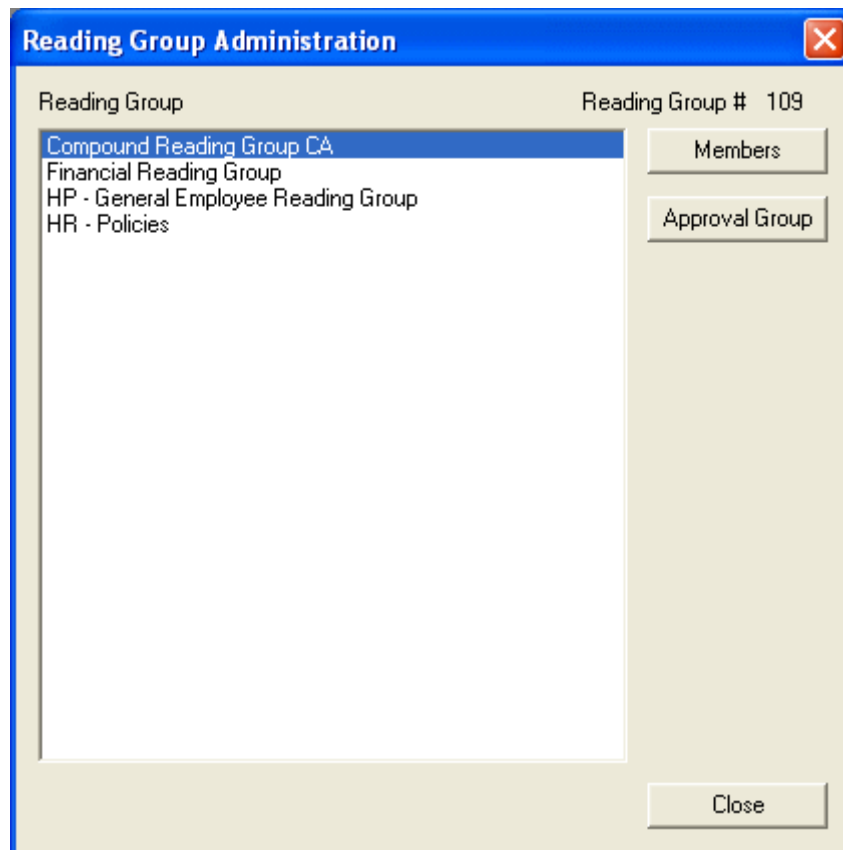 Reading Group Administration
Reading Group Reading Group # 109
Compound Reading Group CA
Financial Reading Group
HP - General Employee Reading Group
HR - Policies
Members
Approval Group
Close